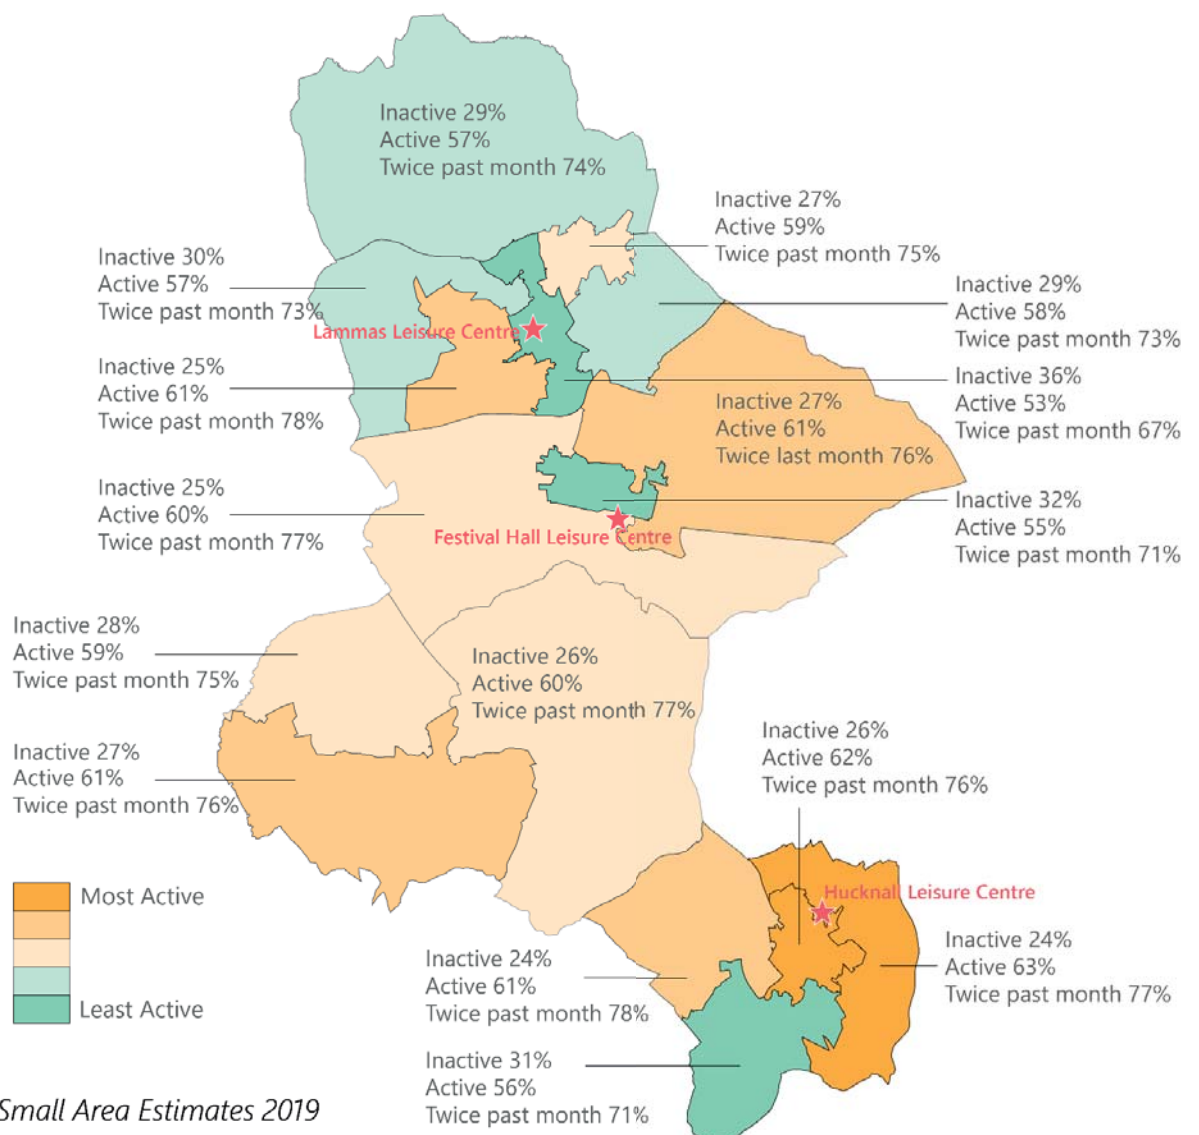 Inactive 29%
Active 57%
Twice past month 74%
Inactive 27%
Active 59%
Twice past month 75%
Inactive 30%
Active 57%
Twice past month 73%
Inactive 29%
Active 58%
Twice past month 73%
Lammas Leisure Centre
Inactive 25%
Active 61%
Twice past month 78%
Inactive 36%
Active 53%
Twice past month 67%
Inactive 27%
Active 61%
Twice last month 76%
Inactive 25%
Active 60%
Twice past month 77%
Inactive 32%
Active 55%
Twice past month 71%
Festival Hall Leisure Centre
Inactive 28%
Active 59%
Twice past month 75%
Inactive 26%
Active 60%
Twice past month 77%
Inactive 27%
Active 61%
Twice past month 76%
Inactive 26%
Active 62%
Twice past month 76%
Most Active
Least Active
Hucknall Leisure Centre
Inactive 24%
Active 63%
Twice past month 77%
Inactive 24%
Active 61%
Twice past month 78%
Inactive 31%
Active 56%
Twice past month 71%
Small Area Estimates 2019